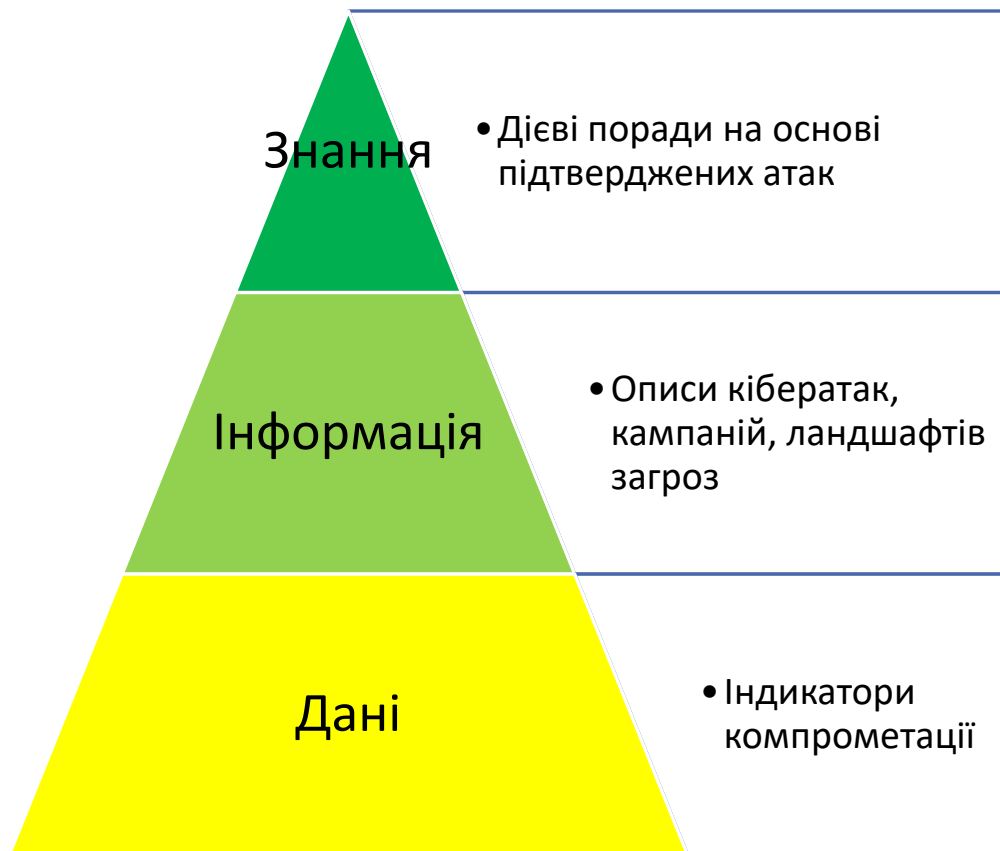 Знання
• Дієві поради на основі
підтверджених атак
Інформація
• Описи кібератак,
кампаній, ландшафтів
загроз
Дані
• Індикатори
компрометації